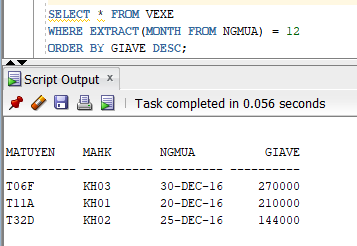 SELECT * FROM VEXE
WHERE EXTRACT(MONTH FROM NGMUA) = 12
ORDER BY GIAVE DESC;
Script Output x
Task completed in 0.056 seconds
MATUYEN MAHK NGMUA GIAVE
---------- ---------- --------- ----------
T06F KH03 30-DEC-16 270000
T11A KH01 20-DEC-16 210000
T32D KH02 25-DEC-16 144000